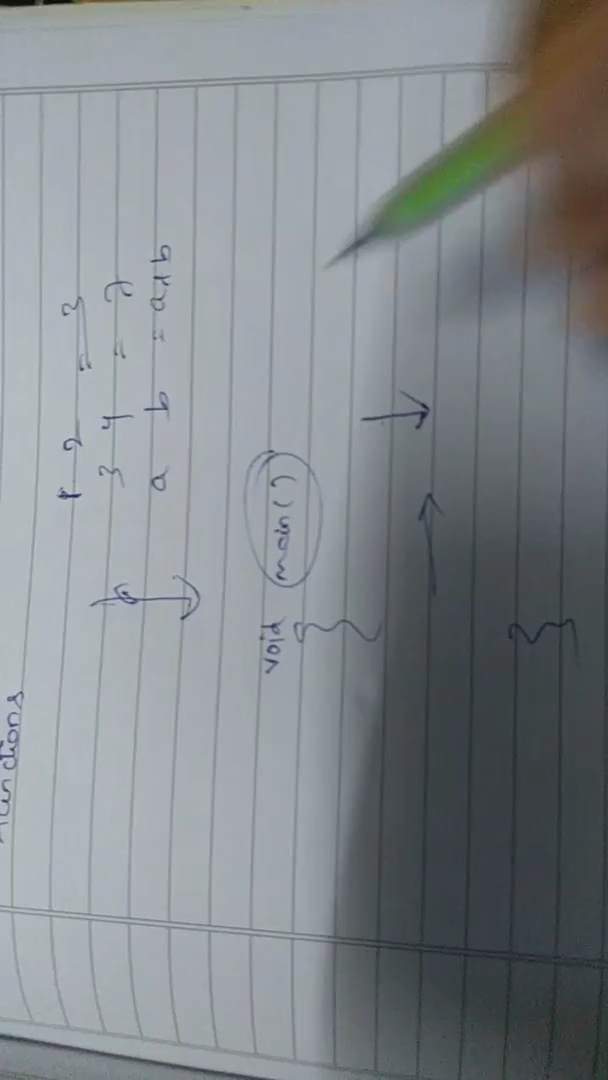 Functions
1 2 = 3
3 4 = 7
a b = a+b
void main()
{
}